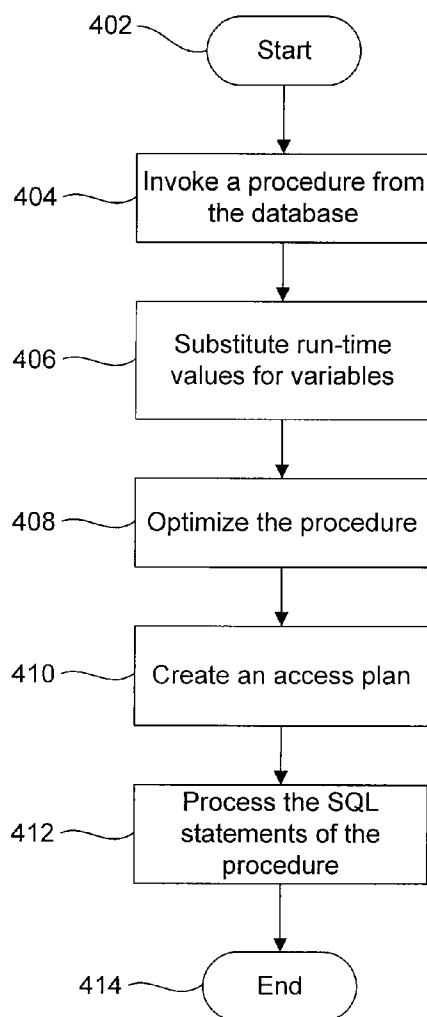 402
Start
404
Invoke a procedure from
the database
406
Substitute run-time
values for variables
408
Optimize the procedure
410
Create an access plan
412
Process the SQL
statements of the
procedure
414
End